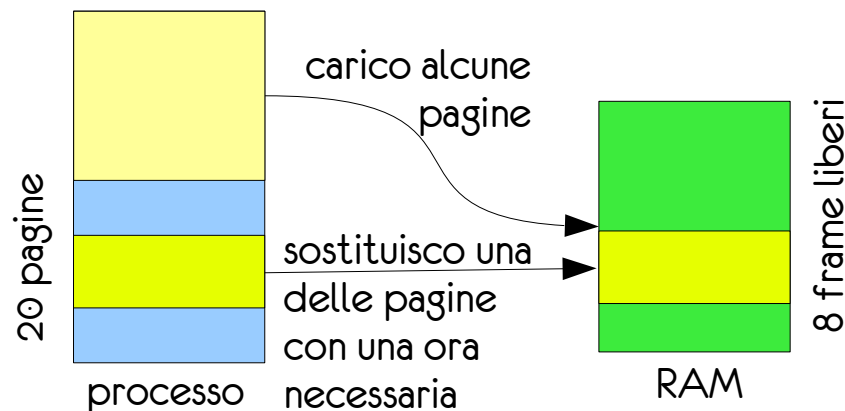 carico alcune
pagine
20 pagine
sostituisco una
delle pagine
con una ora
necessaria
8 frame liberi
processo
RAM